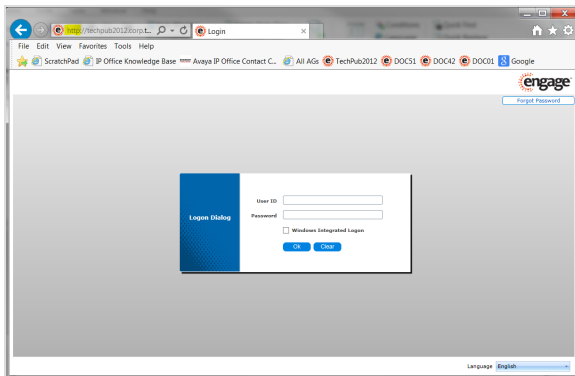 http://techpub2012.corp.t...
Login
File Edit View Favorites Tools Help
ScratchPad IP Office Knowledge Base Avaya IP Office Contact C... All AGs TechPub2012 DOC51 DOC42 DOC01 Google
engage
Forgot Password
User ID
Logon Dialog
Password
Windows Integrated Logon
Ok Clear
Language English